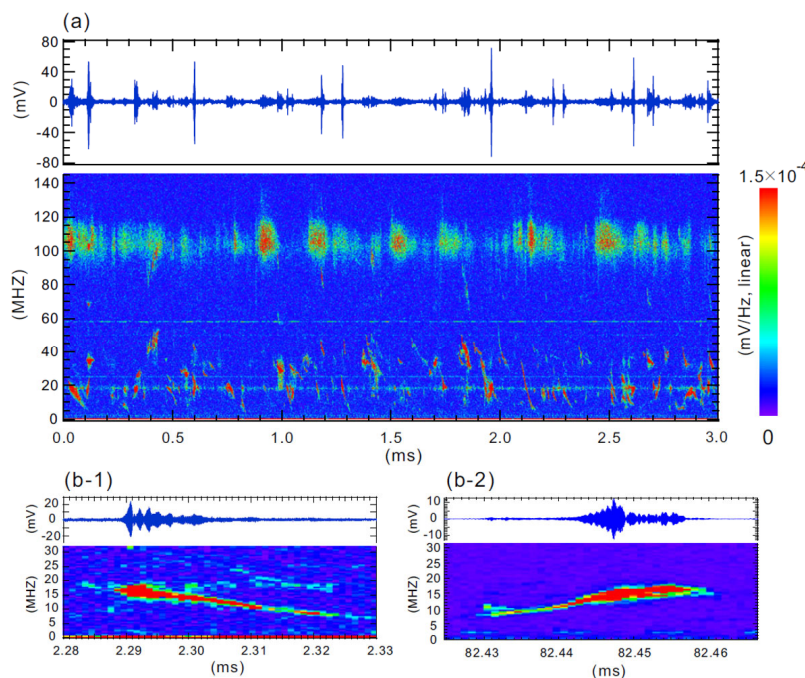 (a)
80
40
0
-40
-80
(mV)
140
120
100
80
60
40
20
0
(MHZ)
0.0 0.5 1.0 1.5 2.0 2.5 3.0
(ms)
1.5×10⁻⁴
(mV/Hz, linear)
0
(b-1)
20
0
-20
(mV)
30
25
20
15
10
5
0
(MHZ)
2.28 2.29 2.30 2.31 2.32 2.33
(ms)
(b-2)
10
0
-10
(mV)
30
25
20
15
10
5
0
(MHZ)
82.43 82.44 82.45 82.46
(ms)